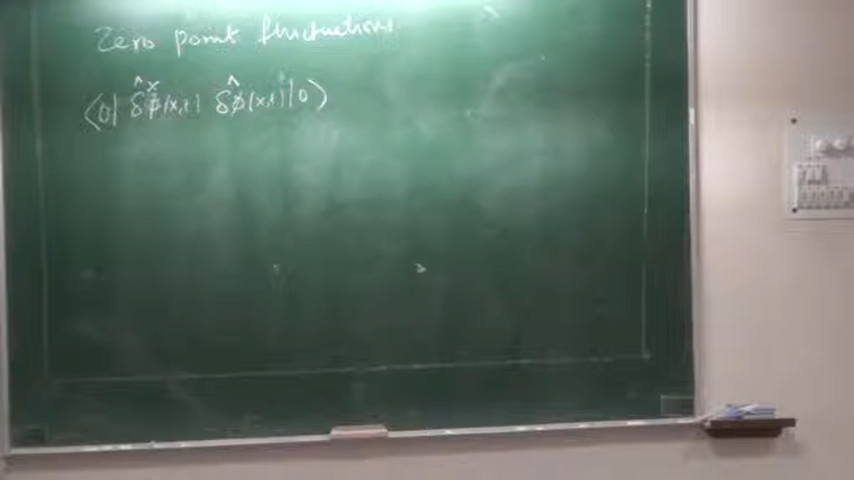 Zero point fluctuations
⟨0| δφ̂*(x,t) δφ̂(x,t)|0⟩